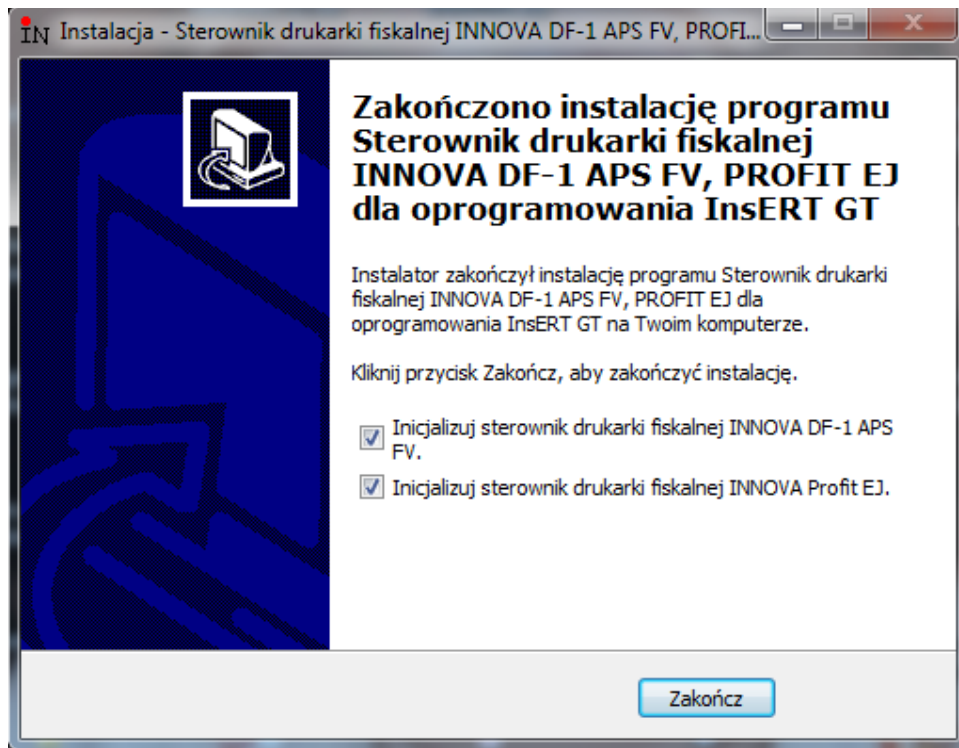 iN Instalacja - Sterownik drukarki fiskalnej INNOVA DF-1 APS FV, PROFI...
Zakończono instalację programu
Sterownik drukarki fiskalnej
INNOVA DF-1 APS FV, PROFIT EJ
dla oprogramowania InsERT GT
Instalator zakończył instalację programu Sterownik drukarki
fiskalnej INNOVA DF-1 APS FV, PROFIT EJ dla
oprogramowania InsERT GT na Twoim komputerze.
Kliknij przycisk Zakończ, aby zakończyć instalację.
Inicjalizuj sterownik drukarki fiskalnej INNOVA DF-1 APS
FV.
Inicjalizuj sterownik drukarki fiskalnej INNOVA Profit EJ.
Zakończ